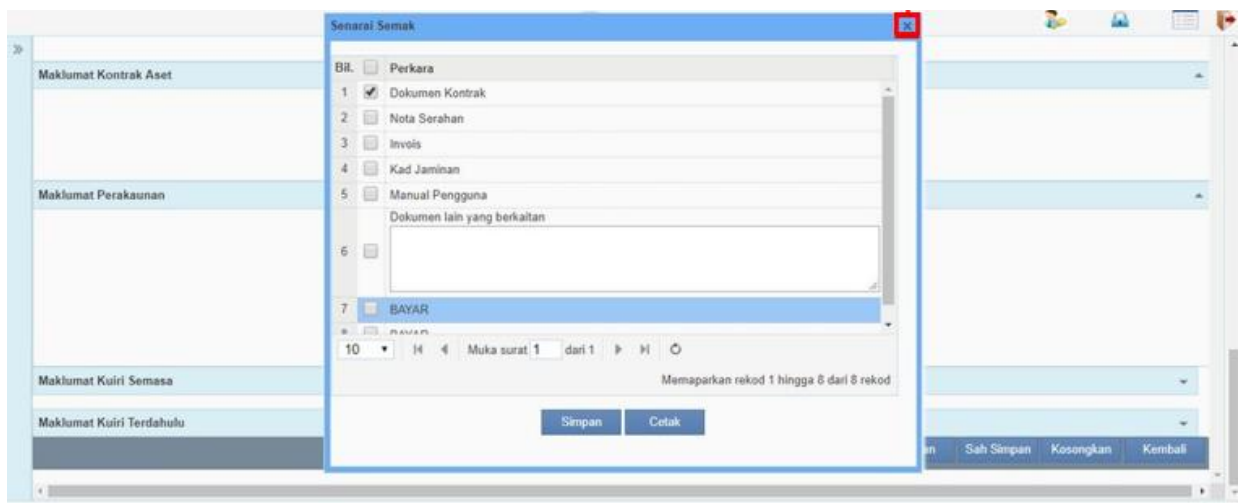 Senarai Semak
Maklumat Kontrak Aset
Bil. Perkara
1 Dokumen Kontrak
2 Nota Serahan
3 Invois
4 Kad Jaminan
5 Manual Pengguna
Maklumat Perakaunan
Dokumen lain yang berkaitan
6
7 BAYAR
8 BAYAR
10 Muka surat 1 dari 1
Memaparkan rekod 1 hingga 8 dari 8 rekod
Maklumat Kuiri Semasa
Maklumat Kuiri Terdahulu
Simpan Cetak
Sah Simpan Kosongkan Kembali